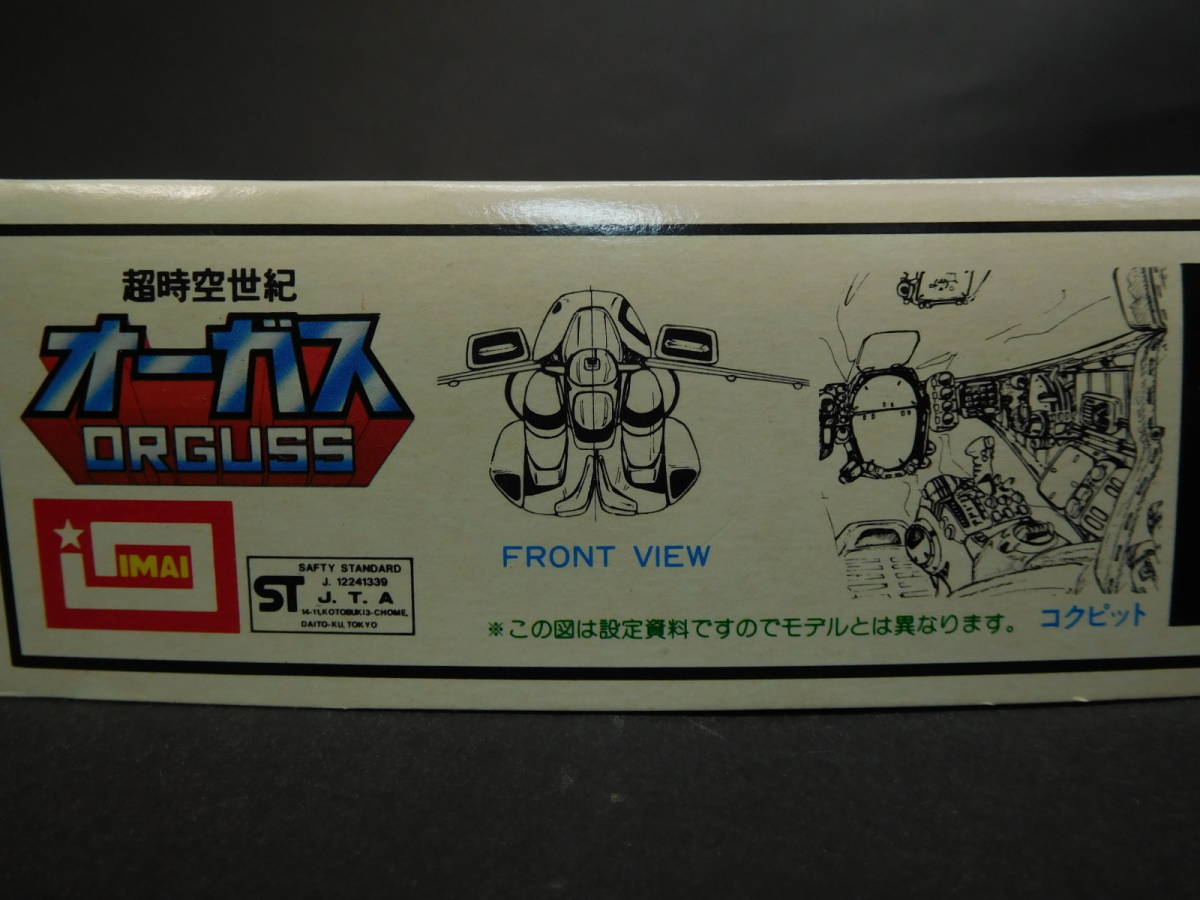 超時空世紀
オーガス
ORGUSS
IMAI
ST
SAFTY STANDARD
J. 12241339
J. T. A
14-11,KOTOBUKI3-CHOME,
DAITO-KU, TOKYO
FRONT VIEW
※この図は設定資料ですのでモデルとは異なります。
コクピット